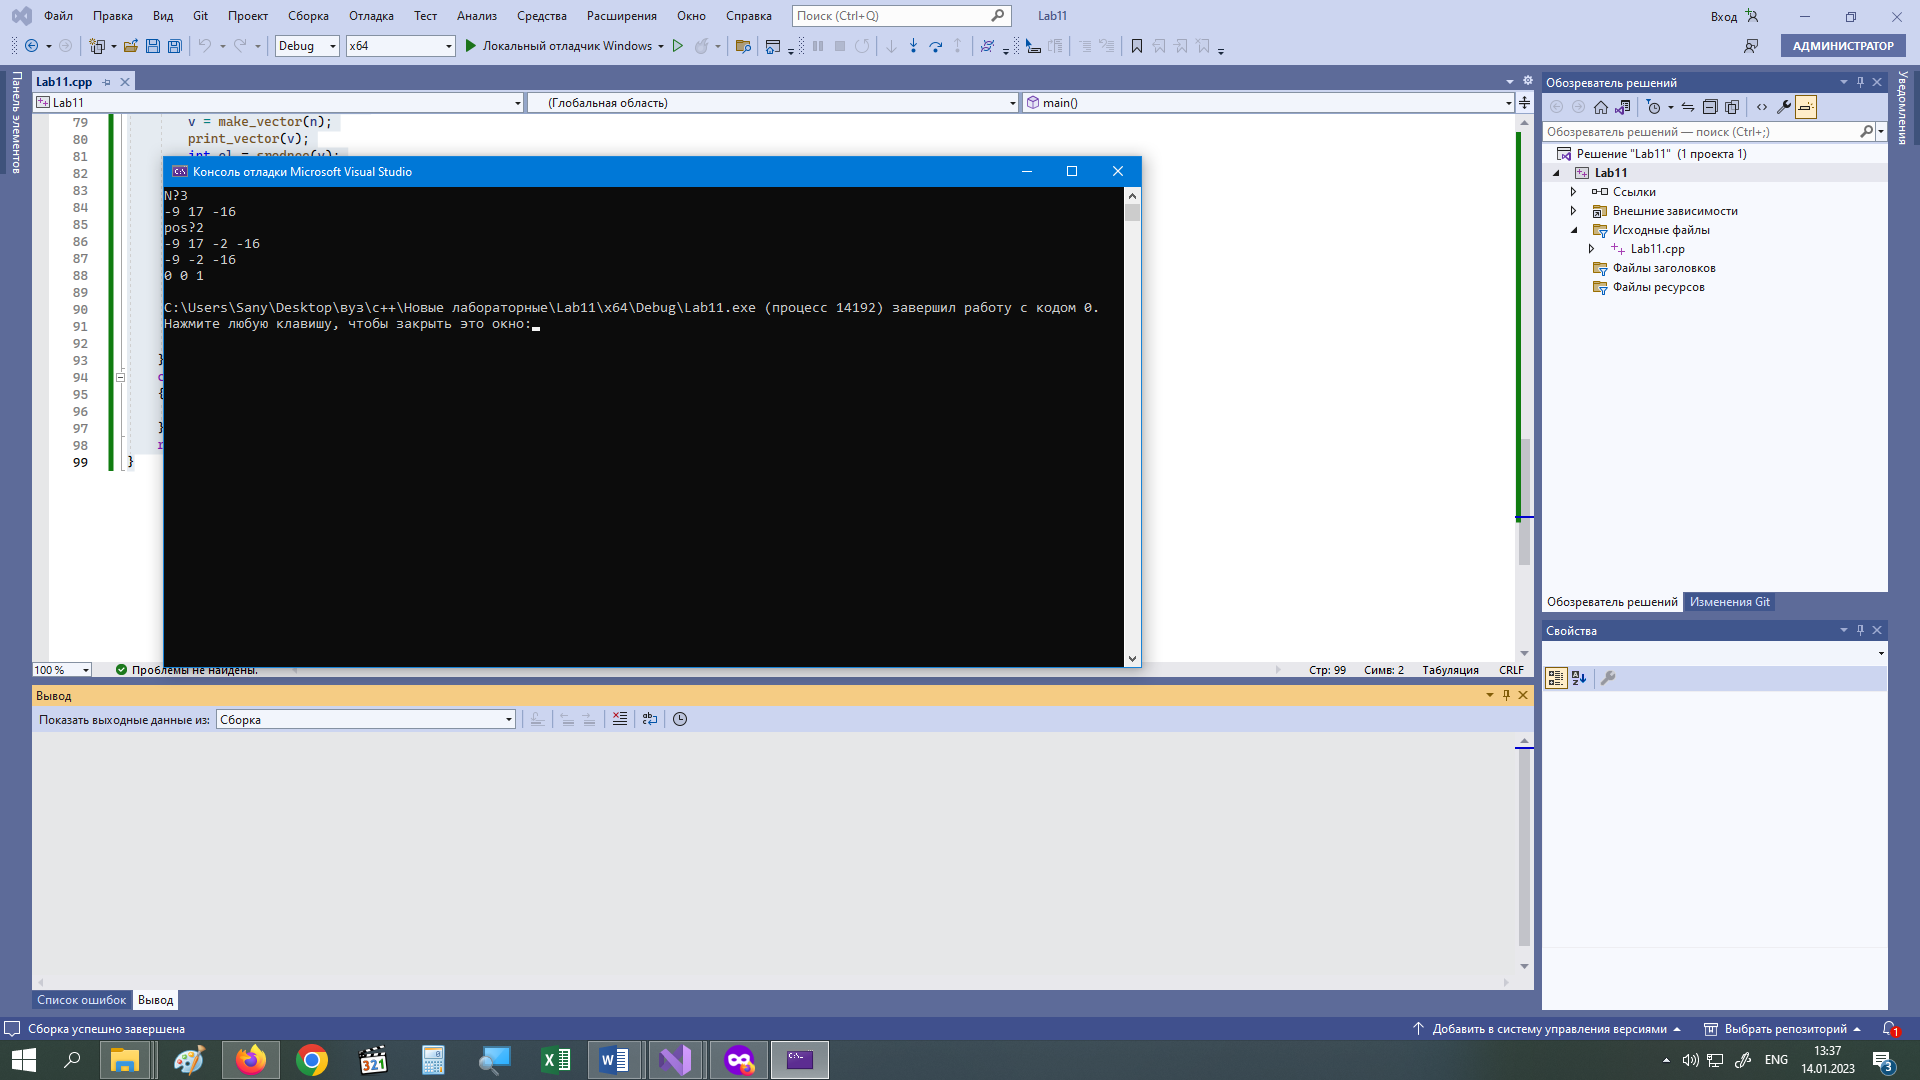 Файл Правка Вид Git Проект Сборка Отладка Тест Анализ Средства Расширения Окно Справка Поиск (Ctrl+Q) Lab11 Вход
Debug x64 Локальный отладчик Windows АДМИНИСТРАТОР
Панель элементов
Lab11.cpp
Lab11 (Глобальная область) main()
79 v = make_vector(n);
80 print_vector(v);
81
82
83
84
85
86
87
88
89
90
91
92
93 }
94 c
95 {
96
97 }
98 r
99 }
Консоль отладки Microsoft Visual Studio
N?3
-9 17 -16
pos?2
-9 17 -2 -16
-9 -2 -16
0 0 1
C:\Users\Sany\Desktop\вуз\c++\Новые лабораторные\Lab11\x64\Debug\Lab11.exe (процесс 14192) завершил работу с кодом 0.
Нажмите любую клавишу, чтобы закрыть это окно:
100 % Проблемы не найдены. Стр: 99 Симв: 2 Табуляция CRLF
Вывод
Показать выходные данные из: Сборка
Список ошибок Вывод
Обозреватель решений
Обозреватель решений — поиск (Ctrl+;)
Решение "Lab11" (1 проекта 1)
Lab11
Ссылки
Внешние зависимости
Исходные файлы
Lab11.cpp
Файлы заголовков
Файлы ресурсов
Обозреватель решений Изменения Git
Свойства
Уведомления
Сборка успешно завершена Добавить в систему управления версиями Выбрать репозиторий 1
321
ENG
13:37
14.01.2023
3